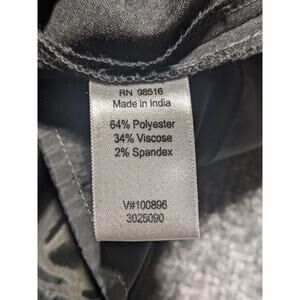 RN 98516
Made in India
64% Polyester
34% Viscose
2% Spandex
V#100896
3025090